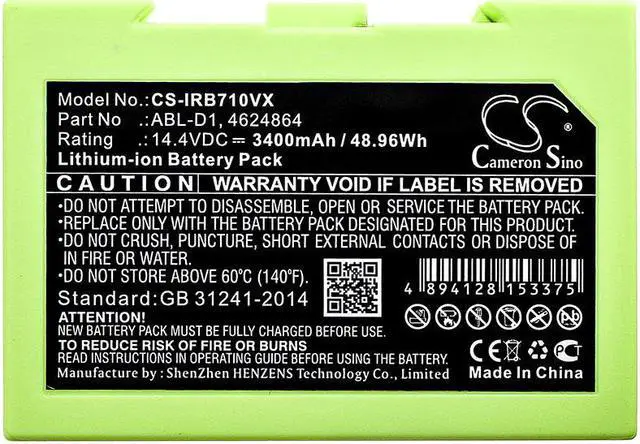 Model No.:CS-IRB710VX
Part No    :ABL-D1, 4624864
Rating     :14.4VDC⎓ 3400mAh / 48.96Wh
Lithium-ion Battery Pack
CS®
Cameron Sino
CAUTION WARRANTY VOID IF LABEL IS REMOVED
•DO NOT ATTEMPT TO DISASSEMBLE, OPEN OR SERVICE THE BATTERY PACK.
•REPLACE ONLY WITH THE BATTERY PACK DESIGNATED FOR THIS PRODUCT.
•DO NOT CRUSH, PUNCTURE, SHORT EXTERNAL CONTACTS OR DISPOSE OF
IN FIRE OR WATER.
•DO NOT STORE ABOVE 60°C (140°F).
Standard:GB 31241-2014
4 894128 153375
ATTENTION!
NEW BATTERY PACK MUST BE FULLY CHARGED BEFORE USE.
TO REDUCE RISK OF FIRE OR BURNS
READ INSTRUCTIONS IN OPERATING BEFORE USING THE BATTERY.
Manufacture by : ShenZhen HENZENS Technology Co., Limited
CE PCT
Made In China